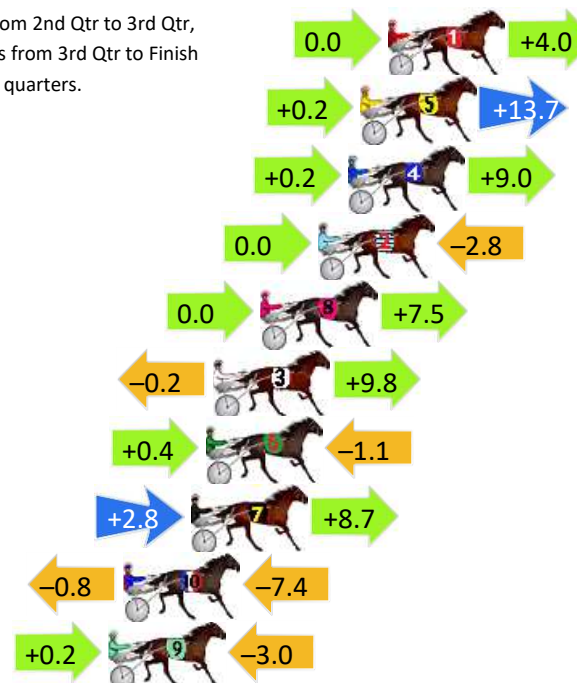 om 2nd Qtr to 3rd Qtr,
s from 3rd Qtr to Finish
quarters.
0.0 1 +4.0
+0.2 5 +13.7
+0.2 4 +9.0
0.0 2 –2.8
0.0 8 +7.5
–0.2 3 +9.8
+0.4 6 –1.1
+2.8 7 +8.7
–0.8 10 –7.4
+0.2 9 –3.0